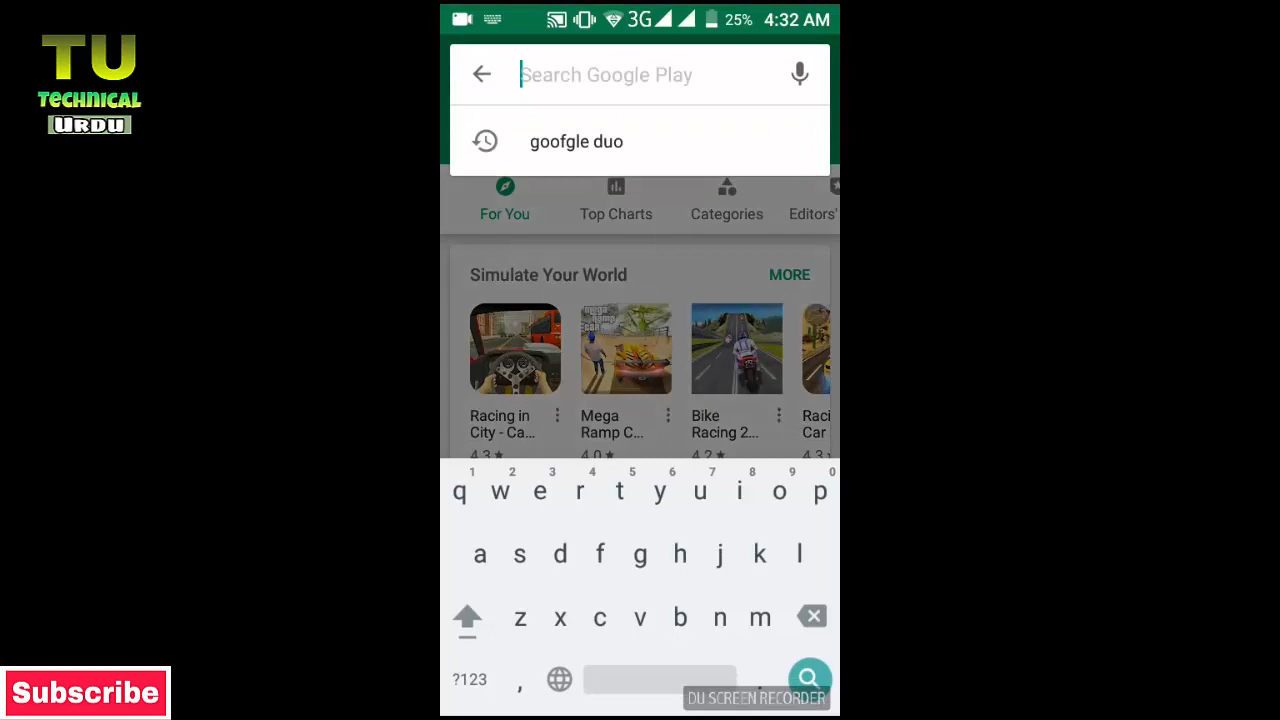 TU
TECHNICAL
URDU
3G 25% 4:32 AM
Search Google Play
goofgle duo
For You Top Charts Categories Editors'
Simulate Your World MORE
Racing in City - Ca... 4.3 ★
Mega Ramp C... 4.0 ★
Bike Racing 2... 4.2 ★
Raci Car 4.3
1 2 3 4 5 6 7 8 9 0
q w e r t y u i o p
a s d f g h j k l
z x c v b n m
?123 , .
DU SCREEN RECORDER
Subscribe